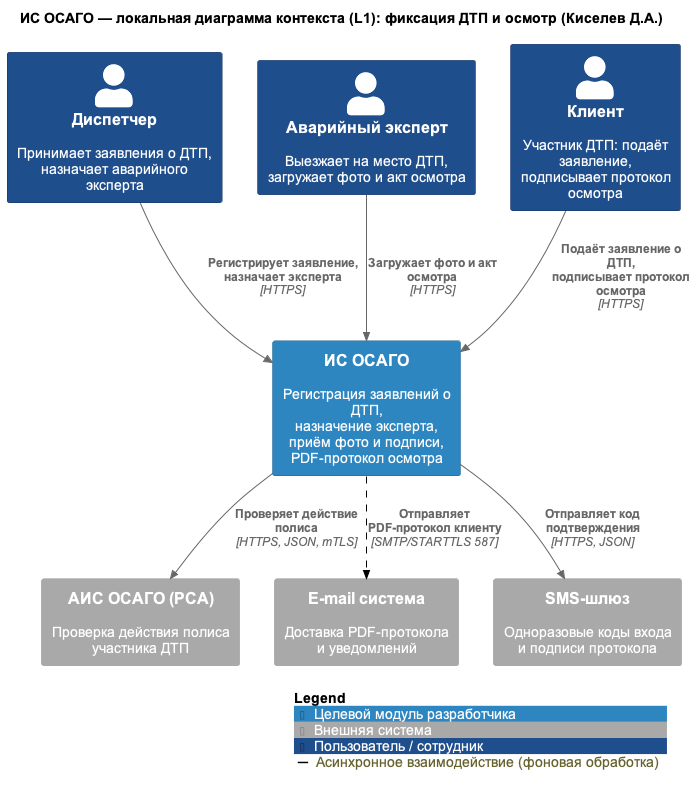 ИС ОСАГО — локальная диаграмма контекста (L1): фиксация ДТП и осмотр (Киселев Д.А.)
Диспетчер
Принимает заявления о ДТП,
назначает аварийного
эксперта
Аварийный эксперт
Выезжает на место ДТП,
загружает фото и акт осмотра
Клиент
Участник ДТП: подаёт
заявление,
подписывает протокол
осмотра
Регистрирует заявление,
назначает эксперта
[HTTPS]
Загружает фото и акт
осмотра
[HTTPS]
Подаёт заявление о
ДТП,
подписывает протокол
осмотра
[HTTPS]
ИС ОСАГО
Регистрация заявлений о
ДТП,
назначение эксперта,
приём фото и подписи,
PDF-протокол осмотра
Проверяет действие
полиса
[HTTPS, JSON, mTLS]
Отправляет
PDF-протокол клиенту
[SMTP/STARTTLS 587]
Отправляет код
подтверждения
[HTTPS, JSON]
АИС ОСАГО (РСА)
Проверка действия полиса
участника ДТП
E-mail система
Доставка PDF-протокола
и уведомлений
SMS-шлюз
Одноразовые коды входа
и подписи протокола
Legend
Целевой модуль разработчика
Внешняя система
Пользователь / сотрудник
Асинхронное взаимодействие (фоновая обработка)